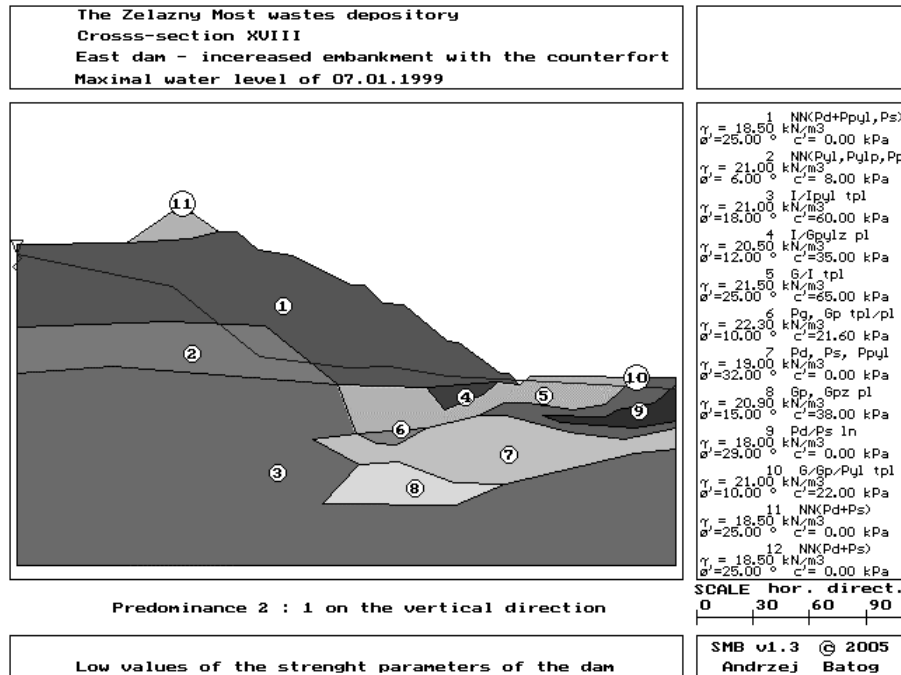 The Zelazny Most wastes depository
Crosss-section XVIII
East dam - incereased embankment with the counterfort
Maximal water level of 07.01.1999
11
1
2
10
5
4
9
6
7
3
8
1 NN(Pd+Ppyl,Ps)
γ, = 18.50 kN/m3
ø'=25.00 ° c'= 0.00 kPa
2 NN(Pyl,Pylp,Pp
γ, = 21.00 kN/m3
ø'= 6.00 ° c'= 8.00 kPa
3 I/Ipyl tpl
γ, = 21.00 kN/m3
ø'=18.00 ° c'=60.00 kPa
4 I/Gpylz pl
γ, = 20.50 kN/m3
ø'=12.00 ° c'=35.00 kPa
5 G/I tpl
γ, = 21.50 kN/m3
ø'=25.00 ° c'=65.00 kPa
6 Pg, Gp tpl/pl
γ, = 22.30 kN/m3
ø'=10.00 ° c'=21.60 kPa
7 Pd, Ps, Ppyl
γ, = 19.00 kN/m3
ø'=32.00 ° c'= 0.00 kPa
8 Gp, Gpz pl
γ, = 20.90 kN/m3
ø'=15.00 ° c'=38.00 kPa
9 Pd/Ps ln
γ, = 18.00 kN/m3
ø'=29.00 ° c'= 0.00 kPa
10 G/Gp/Pyl tpl
γ, = 21.00 kN/m3
ø'=10.00 ° c'=22.00 kPa
11 NN(Pd+Ps)
γ, = 18.50 kN/m3
ø'=25.00 ° c'= 0.00 kPa
12 NN(Pd+Ps)
γ, = 18.50 kN/m3
ø'=25.00 ° c'= 0.00 kPa
SCALE hor. direct.
0 30 60 90
Predominance 2 : 1 on the vertical direction
Low values of the strenght parameters of the dam
SMB v1.3 © 2005
Andrzej Batog